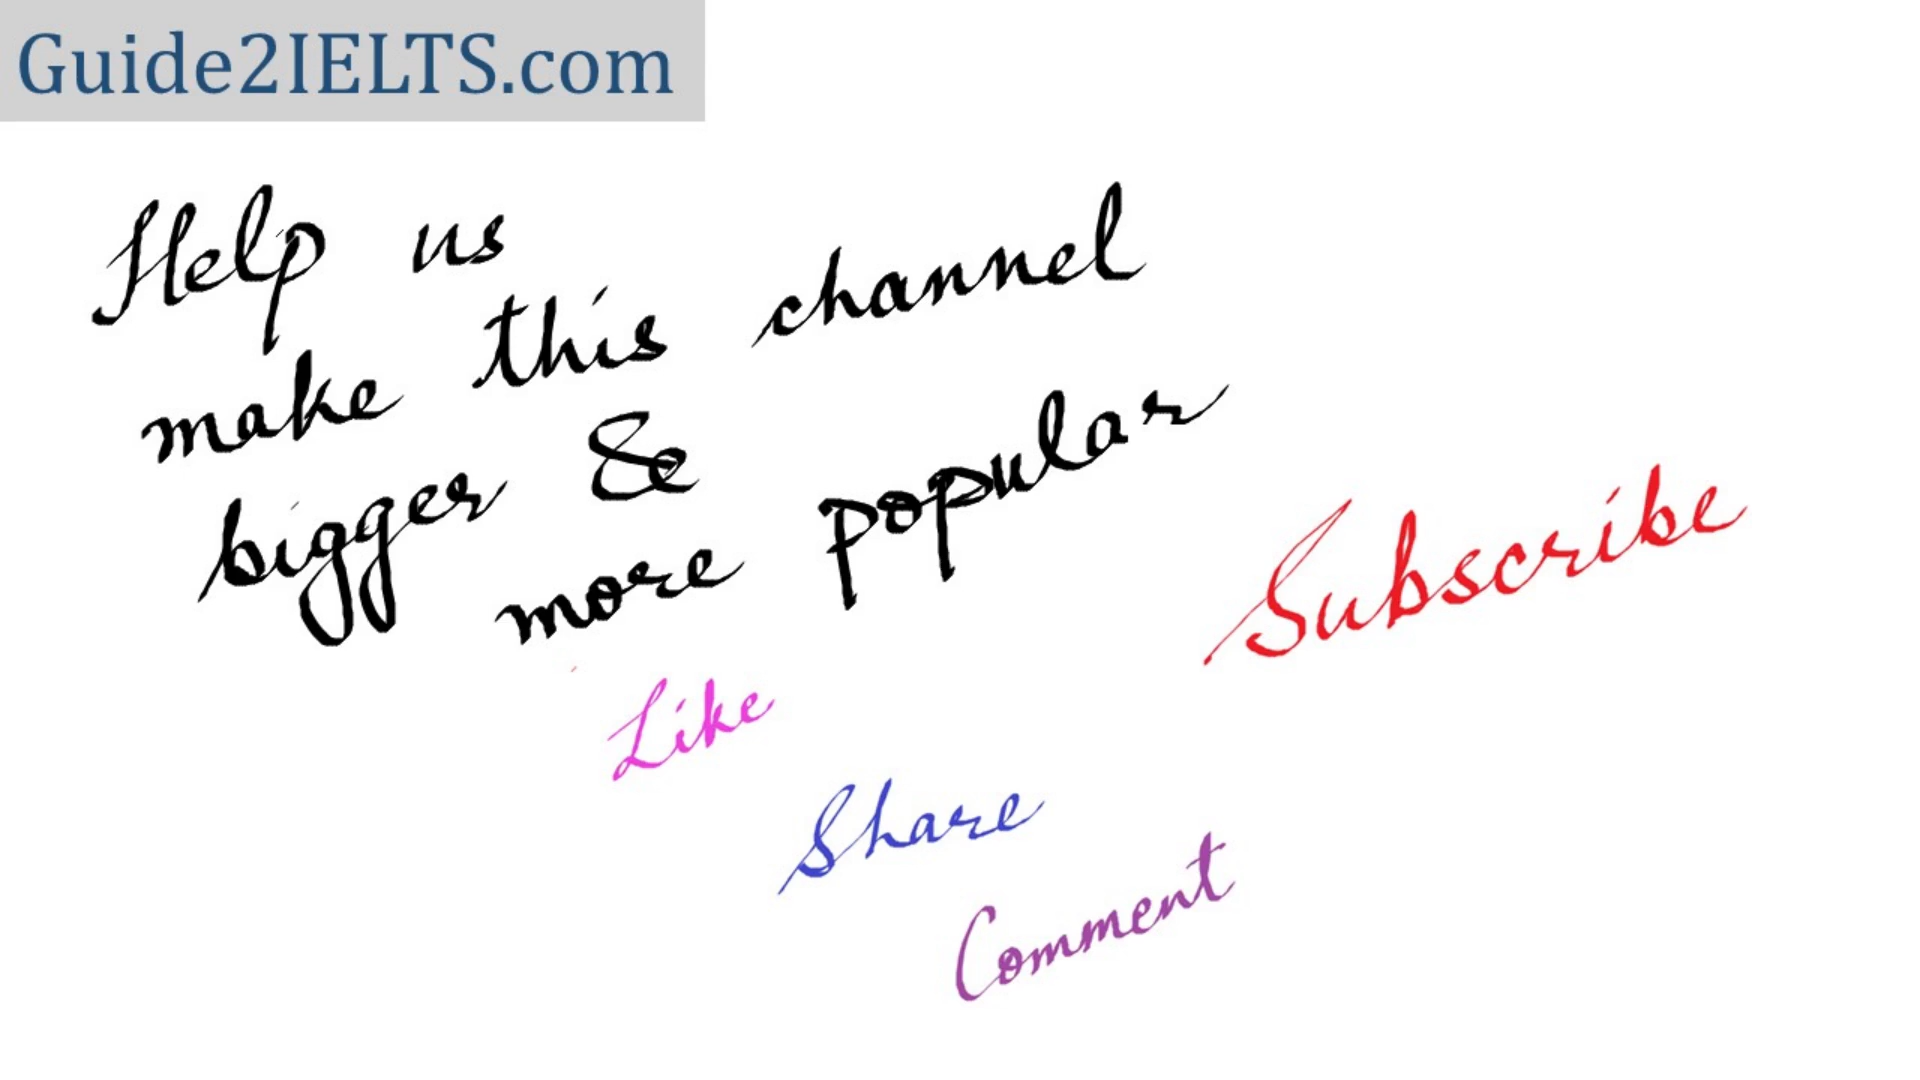 Guide2IELTS.com
Help us
make this channel
bigger &
more popular
Subscribe
Like
Share
Comment